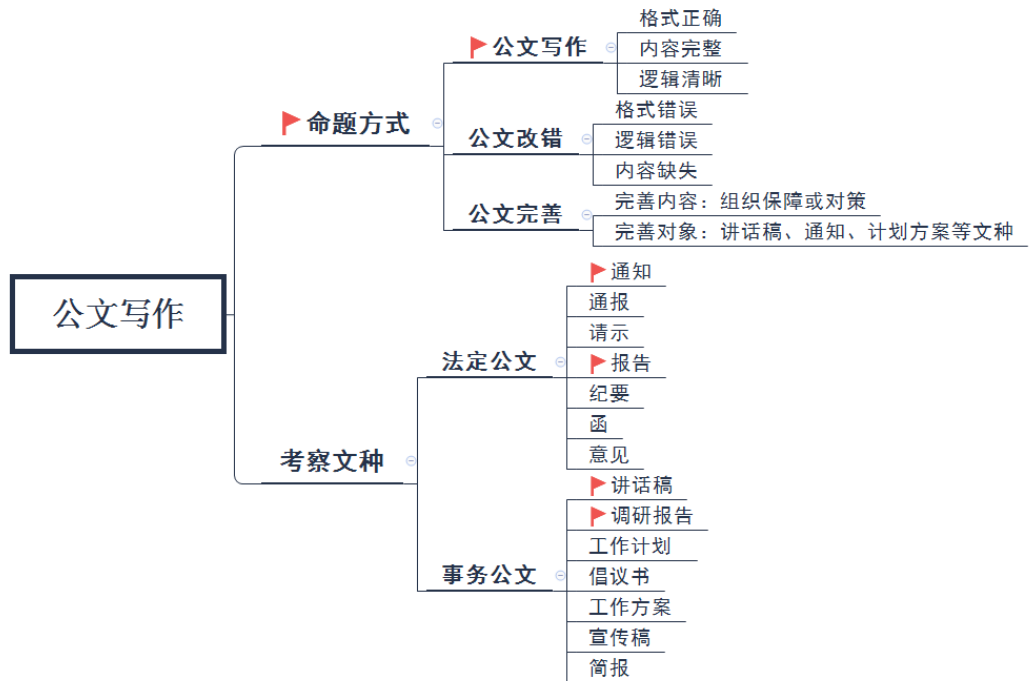 公文写作
命题方式
公文写作
格式正确
内容完整
逻辑清晰
公文改错
格式错误
逻辑错误
内容缺失
公文完善
完善内容：组织保障或对策
完善对象：讲话稿、通知、计划方案等文种
考察文种
法定公文
通知
通报
请示
报告
纪要
函
意见
事务公文
讲话稿
调研报告
工作计划
倡议书
工作方案
宣传稿
简报